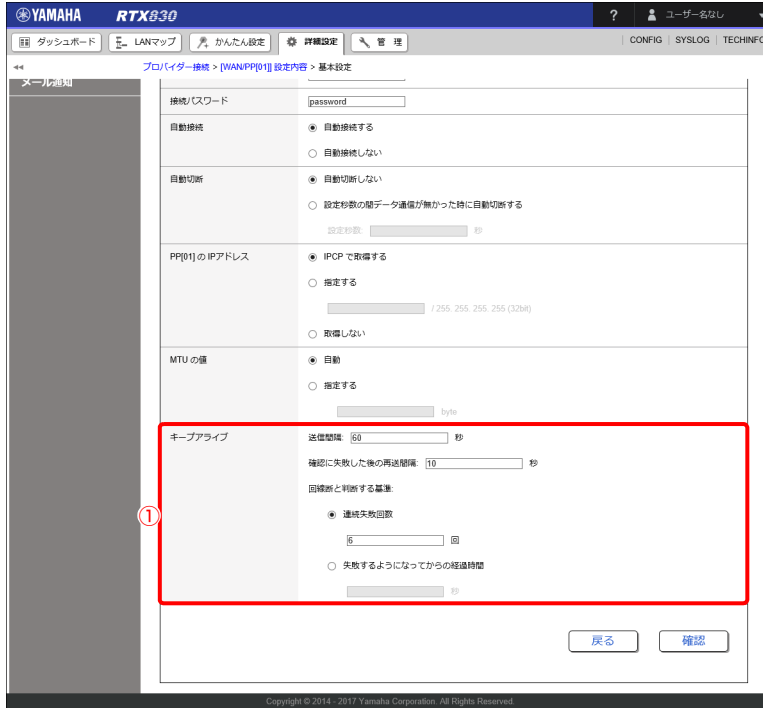 YAMAHA RTX830 ? ユーザー名なし
ダッシュボード LANマップ かんたん設定 詳細設定 管理 CONFIG SYSLOG TECHINFO
プロバイダー接続 > [WAN/PP[01]] 設定内容 > 基本設定
メール通知
接続パスワード password
自動接続 自動接続する
自動接続しない
自動切断 自動切断しない
設定秒数の間データ通信が無かった時に自動切断する
設定秒数: 秒
PP[01] の IPアドレス IPCP で取得する
指定する
/ 255. 255. 255. 255 (32bit)
取得しない
MTU の値 自動
指定する
byte
キープアライブ 送信間隔: 60 秒
確認に失敗した後の再送間隔: 10 秒
回線断と判断する基準:
① 連続失敗回数
6 回
失敗するようになってからの経過時間
秒
戻る 確認
Copyright © 2014 - 2017 Yamaha Corporation. All Rights Reserved.